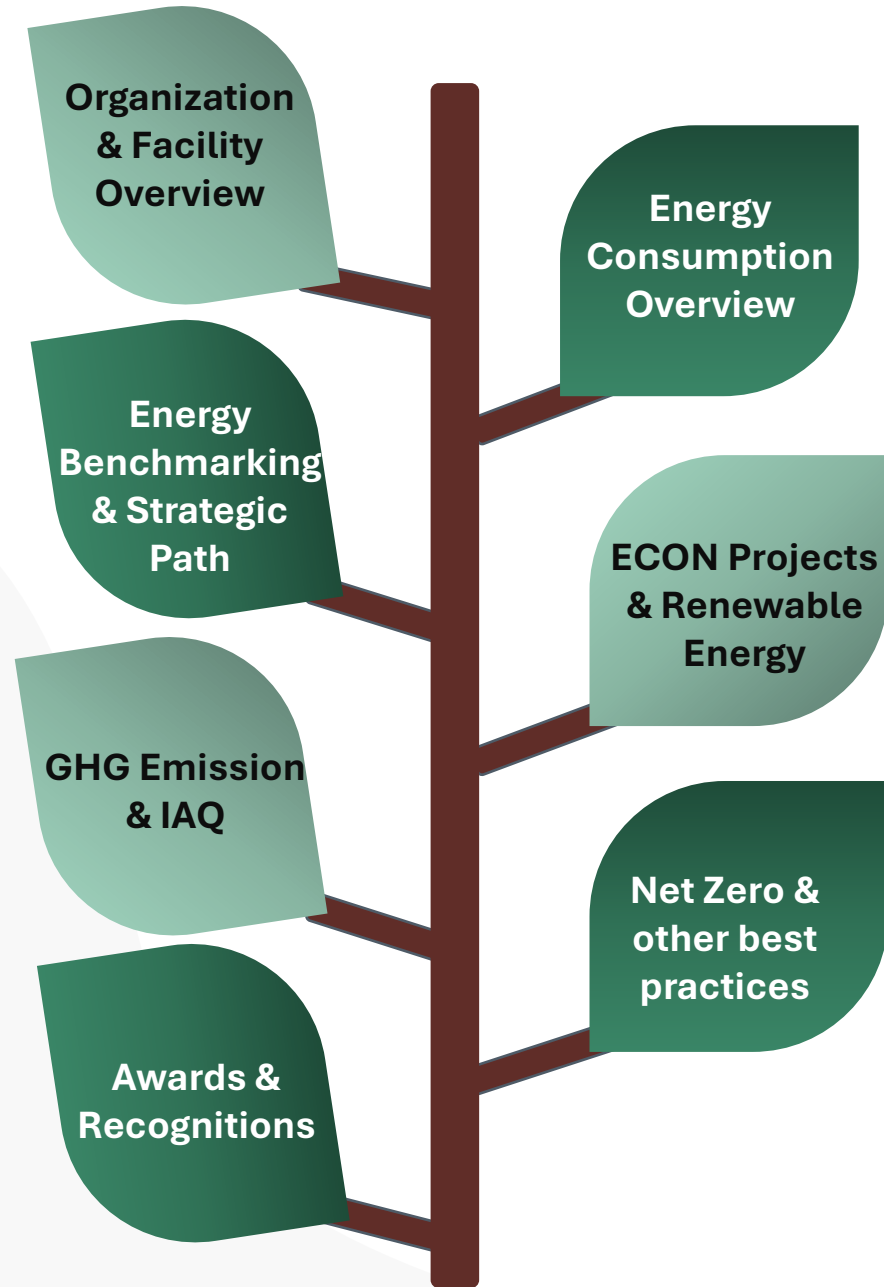 Organization
& Facility
Overview
Energy
Consumption
Overview
Energy
Benchmarking
& Strategic
Path
ECON Projects
& Renewable
Energy
GHG Emission
& IAQ
Net Zero &
other best
practices
Awards &
Recognitions